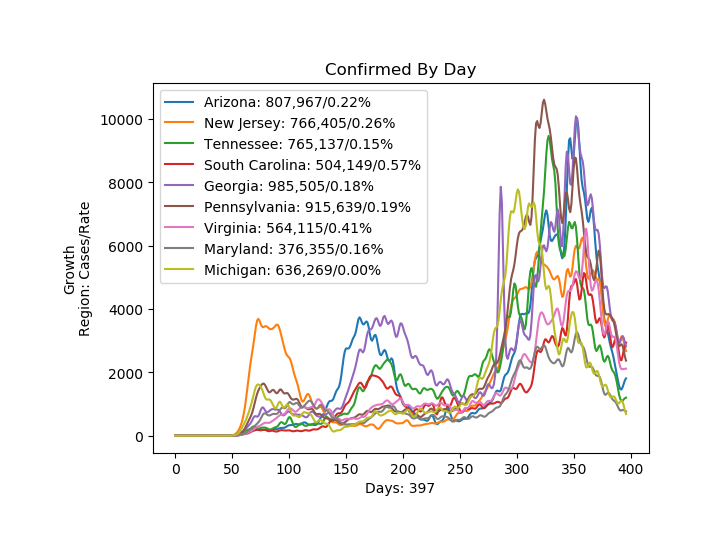 Confirmed By Day
Growth
Region: Cases/Rate
10000
8000
6000
4000
2000
0
Arizona: 807,967/0.22%
New Jersey: 766,405/0.26%
Tennessee: 765,137/0.15%
South Carolina: 504,149/0.57%
Georgia: 985,505/0.18%
Pennsylvania: 915,639/0.19%
Virginia: 564,115/0.41%
Maryland: 376,355/0.16%
Michigan: 636,269/0.00%
0 50 100 150 200 250 300 350 400
Days: 397